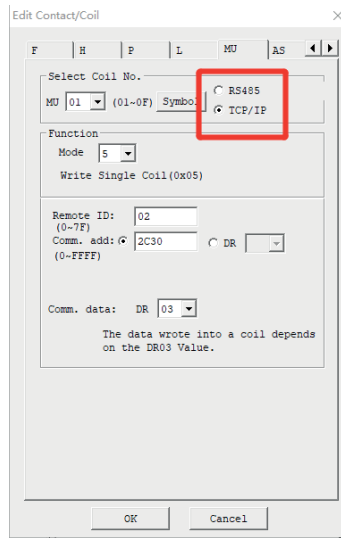 Edit Contact/Coil
F H P L MU AS
Select Coil No.
RS485
MU 01 (01~0F) Symbol
TCP/IP
Function
Mode 5
Write Single Coil(0x05)
Remote ID: 02
(0~7F)
Comm. add: 2C30 DR
(0~FFFF)
Comm. data: DR 03
The data wrote into a coil depends
on the DR03 Value.
OK Cancel